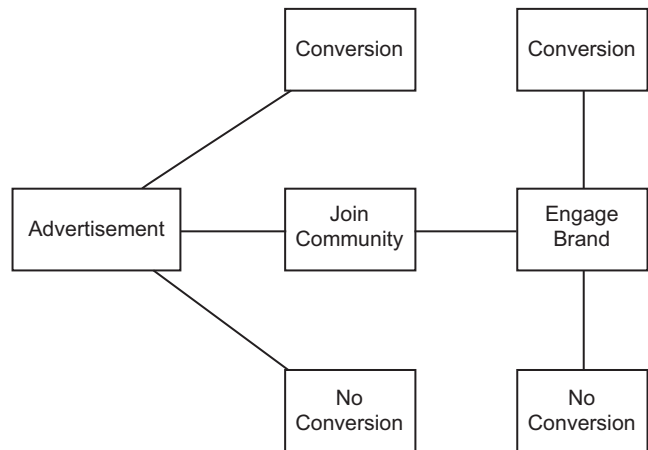 Conversion
Conversion
Advertisement
Join
Community
Engage
Brand
No
Conversion
No
Conversion